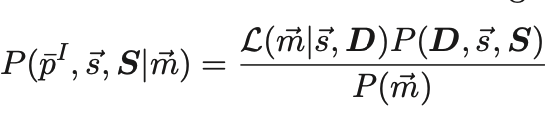 P(p̄^I, s⃗, S|m⃗) = ℒ(m⃗|s⃗, D)P(D, s⃗, S) / P(m⃗)